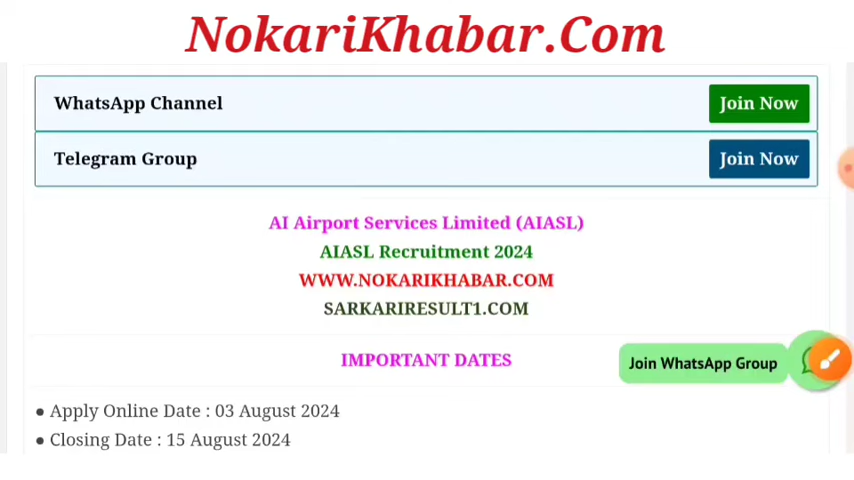 NokariKhabar.Com
WhatsApp Channel Join Now
Telegram Group Join Now
AI Airport Services Limited (AIASL)
AIASL Recruitment 2024
WWW.NOKARIKHABAR.COM
SARKARIRESULT1.COM
IMPORTANT DATES
Join WhatsApp Group
● Apply Online Date : 03 August 2024
● Closing Date : 15 August 2024